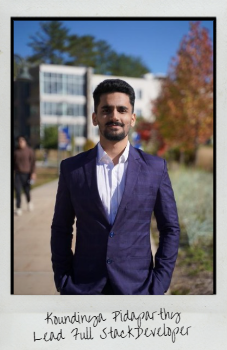 Koundinya Pidaparthy
Lead Full StackDeveloper